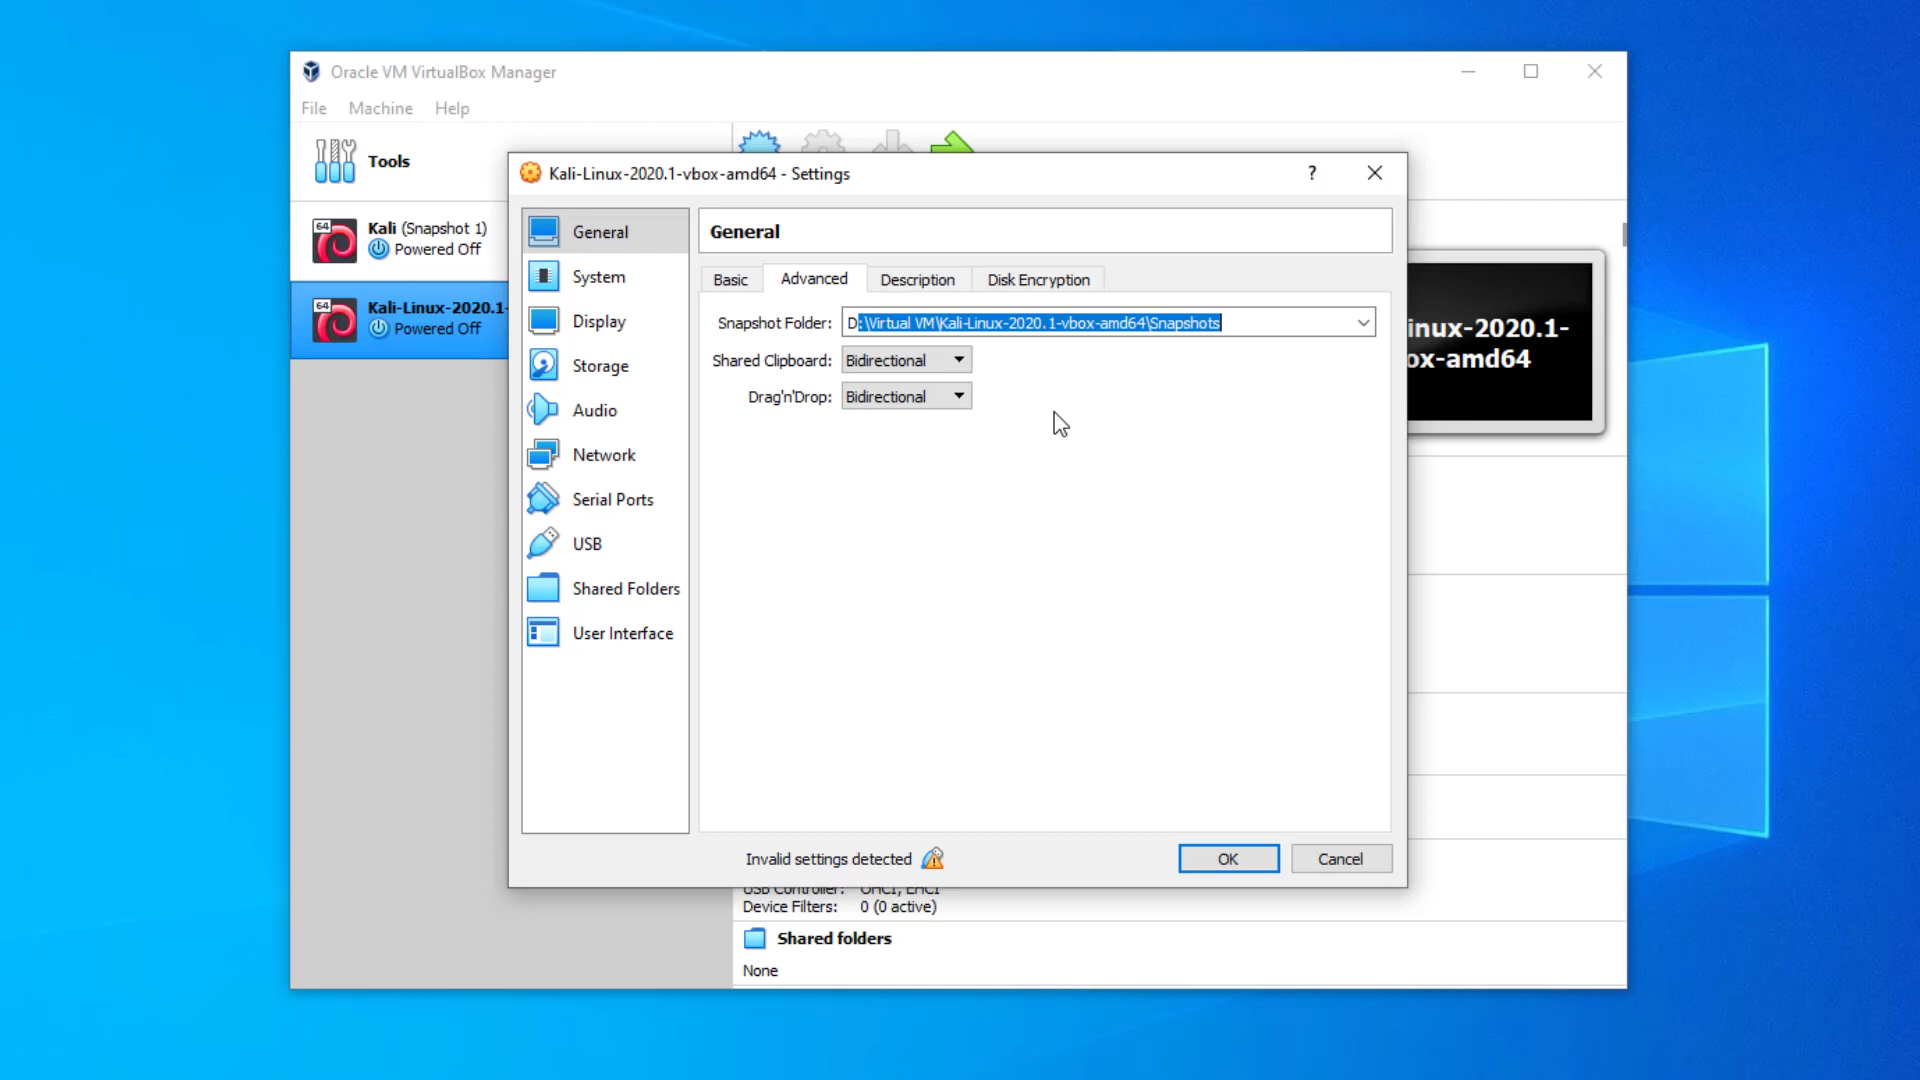 Oracle VM VirtualBox Manager
File Machine Help
Tools
64
Kali (Snapshot 1)
Powered Off
64
Kali-Linux-2020.1-
Powered Off
Kali-Linux-2020.1-vbox-amd64 - Settings
?
General
System
Display
Storage
Audio
Network
Serial Ports
USB
Shared Folders
User Interface
General
Basic Advanced Description Disk Encryption
Snapshot Folder: D:\Virtual VM\Kali-Linux-2020.1-vbox-amd64\Snapshots
Shared Clipboard: Bidirectional
Drag'n'Drop: Bidirectional
Invalid settings detected
OK Cancel
inux-2020.1-
ox-amd64
USB Controller: OHCI, EHCI
Device Filters: 0 (0 active)
Shared folders
None